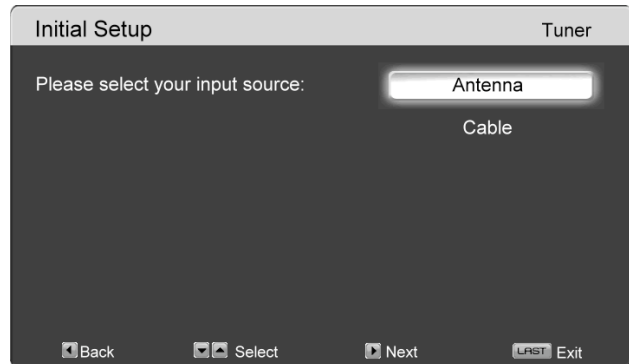 Initial Setup Tuner
Please select your input source: Antenna
Cable
Back Select Next LAST Exit